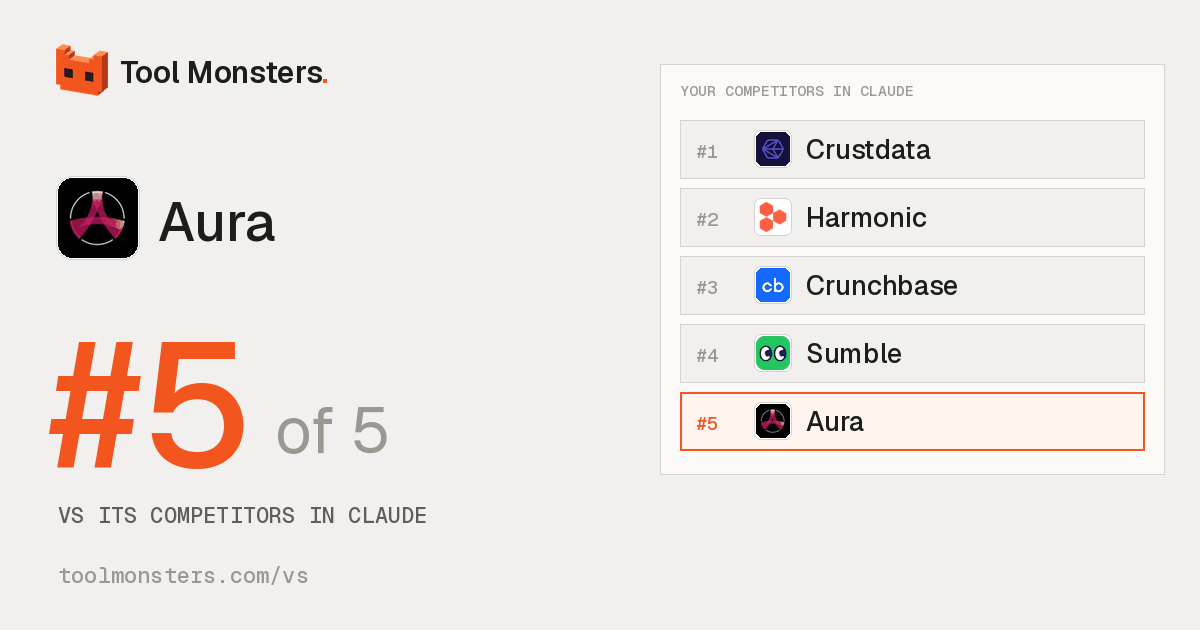 Tool Monsters.
Aura
#5 of 5
VS ITS COMPETITORS IN CLAUDE
toolmonsters.com/vs
YOUR COMPETITORS IN CLAUDE
#1 Crustdata
#2 Harmonic
#3 cb Crunchbase
#4 Sumble
#5 Aura